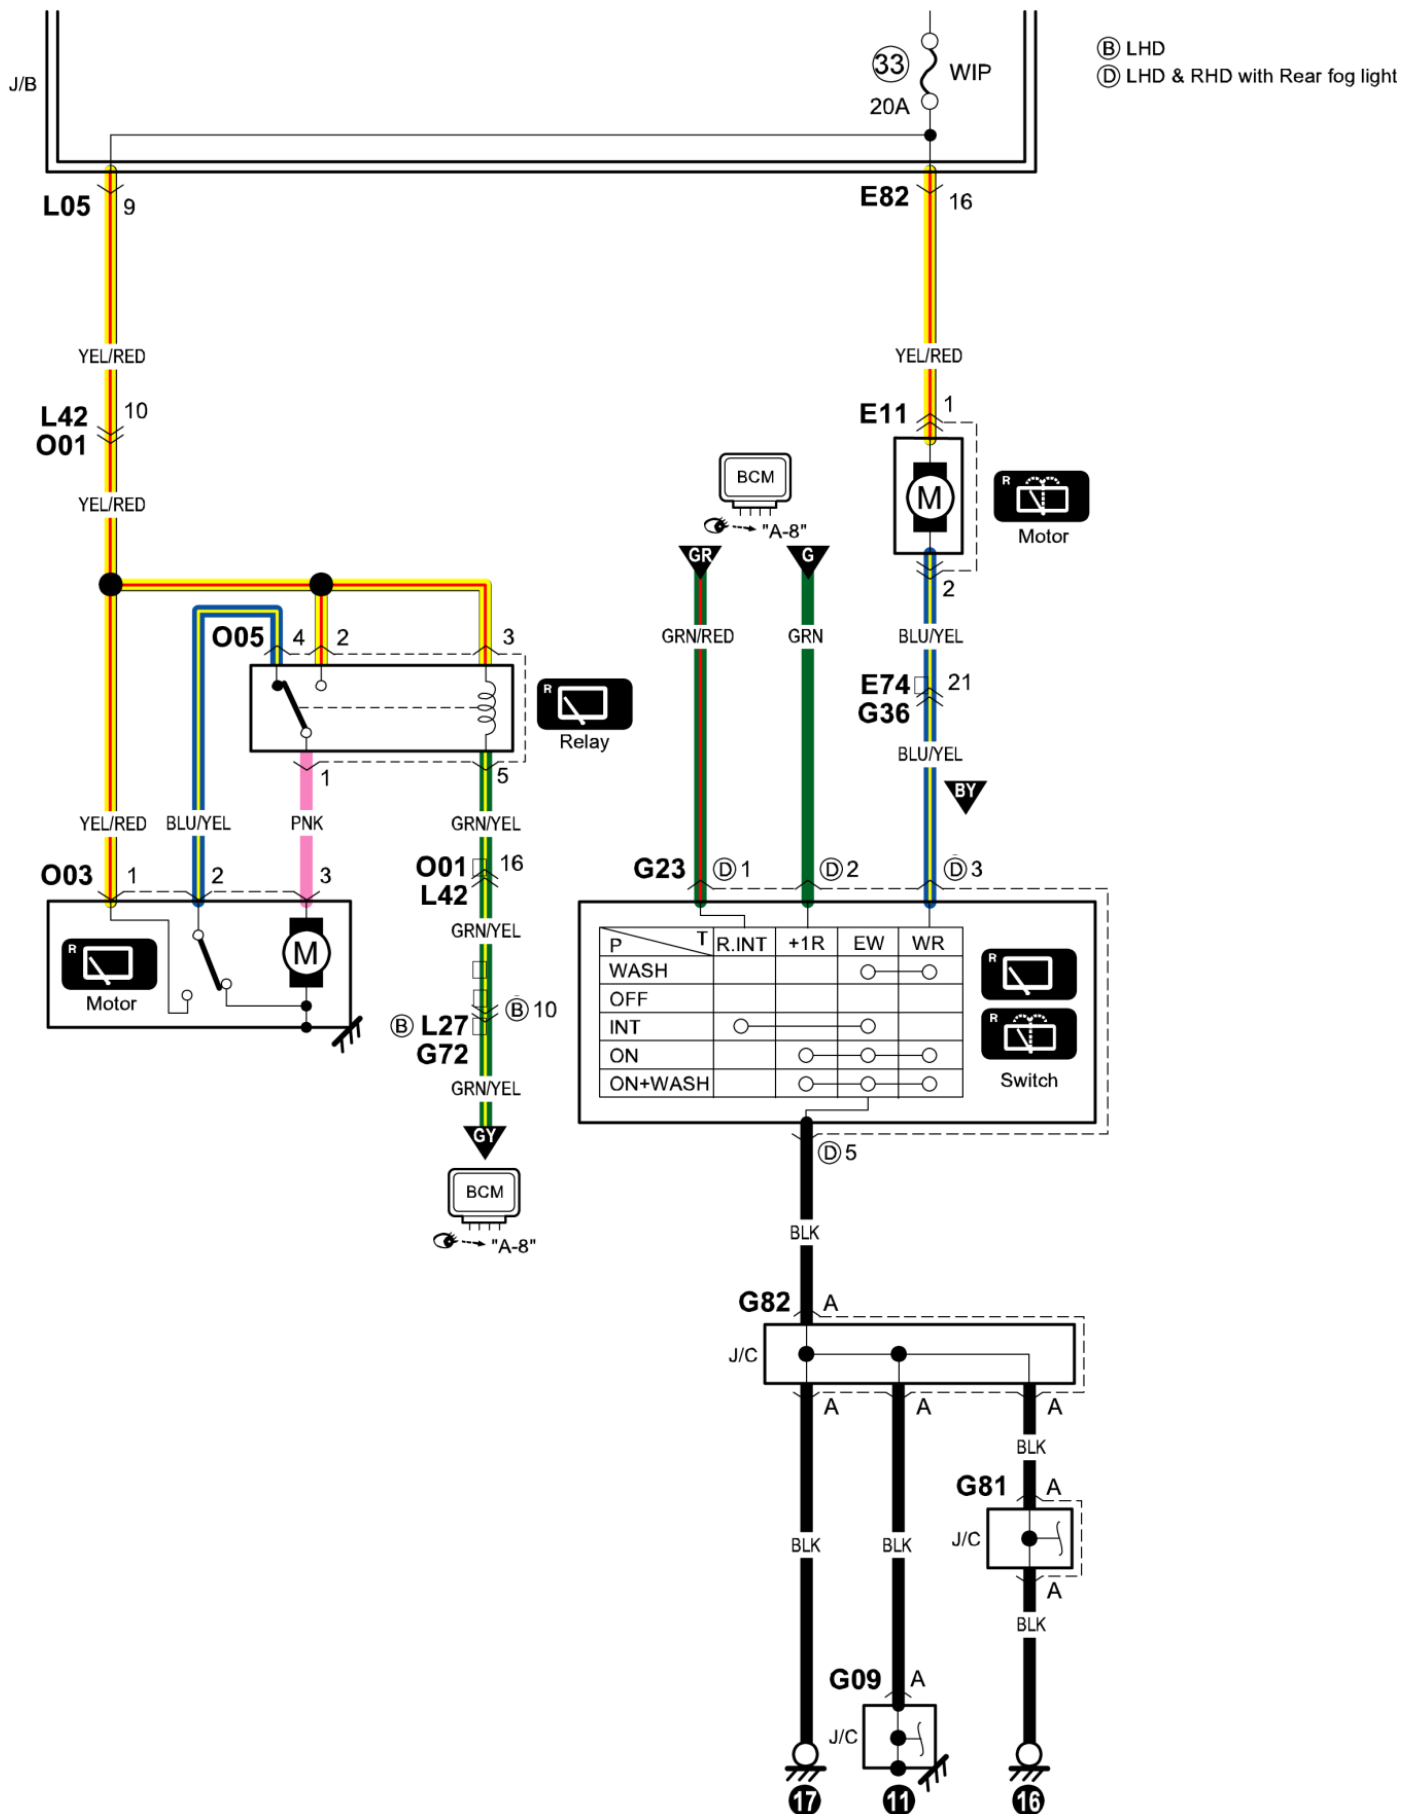 33
WIP
20A
J/B
Ⓑ LHD
Ⓓ LHD & RHD with Rear fog light
L05 9
E82 16
YEL/RED
YEL/RED
L42 10
O01
E11 1
YEL/RED
BCM
"A-8"
M
R
Motor
GR
G
2
O05 4 2 3
GRN/RED
GRN
BLU/YEL
E74 21
G36
R
Relay
1 5
BLU/YEL
BY
YEL/RED
BLU/YEL
PNK
GRN/YEL
O03 1 2 3
O01 16
L42
G23 Ⓓ 1 Ⓓ 2 Ⓓ 3
GRN/YEL
R
Motor
M
P T R.INT +1R EW WR
WASH
OFF
INT
ON
ON+WASH
R
R
Switch
Ⓑ 10
Ⓑ L27
G72
GRN/YEL
GY
BCM
"A-8"
Ⓓ 5
BLK
G82 A
J/C
A A A
BLK
G81 A
J/C
BLK BLK
A
BLK
G09 A
J/C
17 11 16